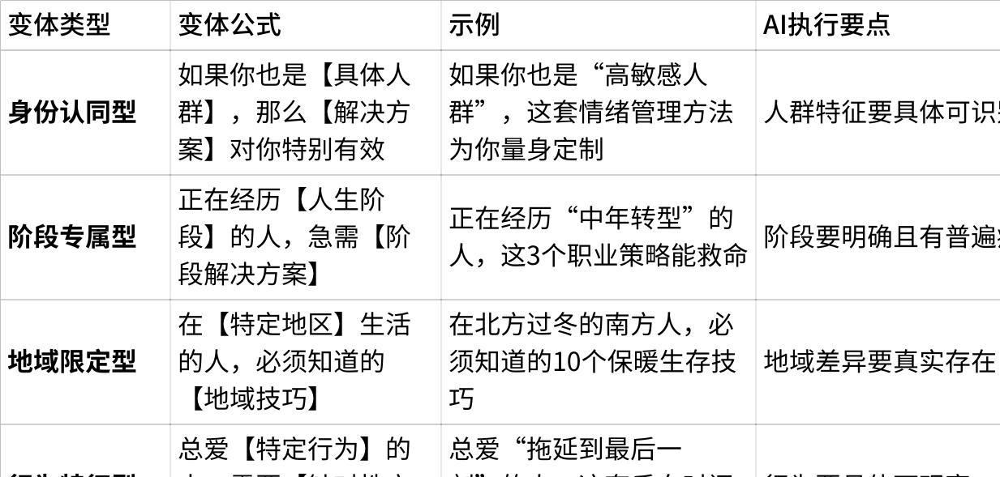 变体类型
变体公式
示例
AI执行要点
身份认同型
如果你也是【具体人
群】，那么【解决方
案】对你特别有效
如果你也是“高敏感人
群”，这套情绪管理方法
为你量身定制
人群特征要具体可识
阶段专属型
正在经历【人生阶
段】的人，急需【阶
段解决方案】
正在经历“中年转型”的
人，这3个职业策略能救命
阶段要明确且有普遍
地域限定型
在【特定地区】生活
的人，必须知道的
【地域技巧】
在北方过冬的南方人，必
须知道的10个保暖生存技
巧
地域差异要真实存在
总爱【特定行为】的
总爱“拖延到最后一